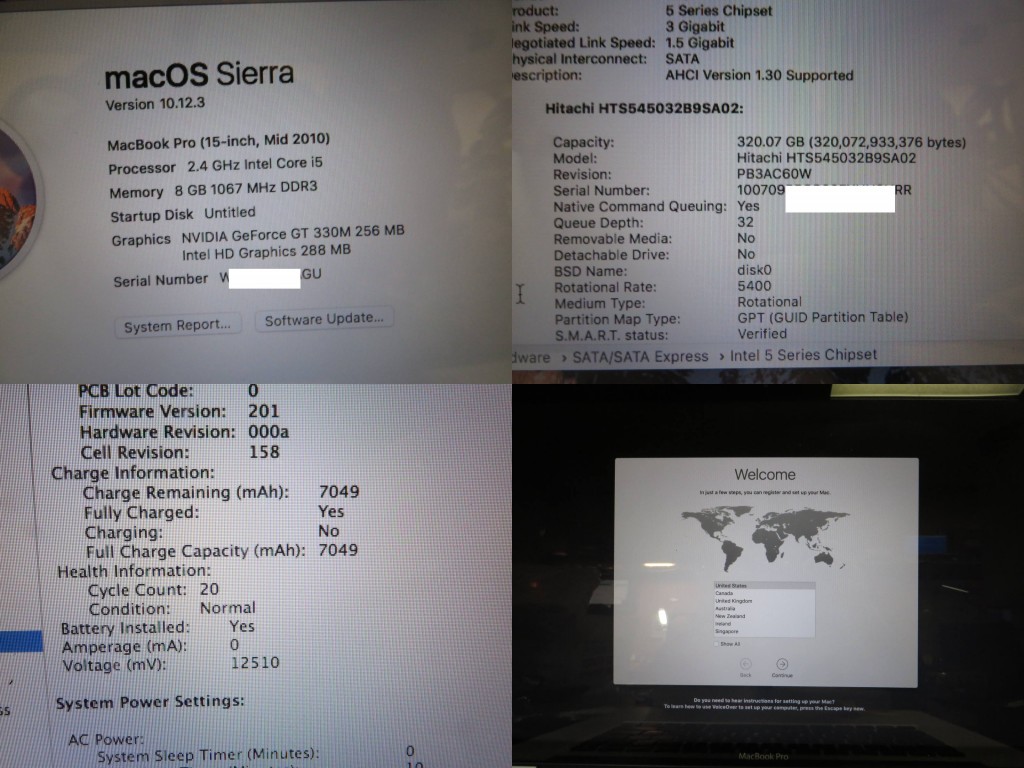 macOS Sierra
Version 10.12.3
MacBook Pro (15-inch, Mid 2010)
Processor 2.4 GHz Intel Core i5
Memory 8 GB 1067 MHz DDR3
Startup Disk Untitled
Graphics NVIDIA GeForce GT 330M 256 MB
Intel HD Graphics 288 MB
Serial Number W GU
System Report... Software Update...
roduct: 5 Series Chipset
ink Speed: 3 Gigabit
egotiated Link Speed: 1.5 Gigabit
hysical Interconnect: SATA
escription: AHCI Version 1.30 Supported
Hitachi HTS545032B9SA02:
Capacity: 320.07 GB (320,072,933,376 bytes)
Model: Hitachi HTS545032B9SA02
Revision: PB3AC60W
Serial Number: 100709 RR
Native Command Queuing: Yes
Queue Depth: 32
Removable Media: No
Detachable Drive: No
BSD Name: disk0
Rotational Rate: 5400
Medium Type: Rotational
Partition Map Type: GPT (GUID Partition Table)
S.M.A.R.T. status: Verified
dware › SATA/SATA Express › Intel 5 Series Chipset
PCB Lot Code: 0
Firmware Version: 201
Hardware Revision: 000a
Cell Revision: 158
Charge Information:
Charge Remaining (mAh): 7049
Fully Charged: Yes
Charging: No
Full Charge Capacity (mAh): 7049
Health Information:
Cycle Count: 20
Condition: Normal
Battery Installed: Yes
Amperage (mA): 0
Voltage (mV): 12510
System Power Settings:
AC Power:
System Sleep Timer (Minutes): 0
Welcome
In just a few steps, you can register and set up your Mac.
United States
Canada
United Kingdom
Australia
New Zealand
Ireland
Singapore
Show All
Back Continue
Do you need to hear instructions for setting up your Mac?
To learn how to use VoiceOver to set up your computer, press the Escape key now.
MacBook Pro